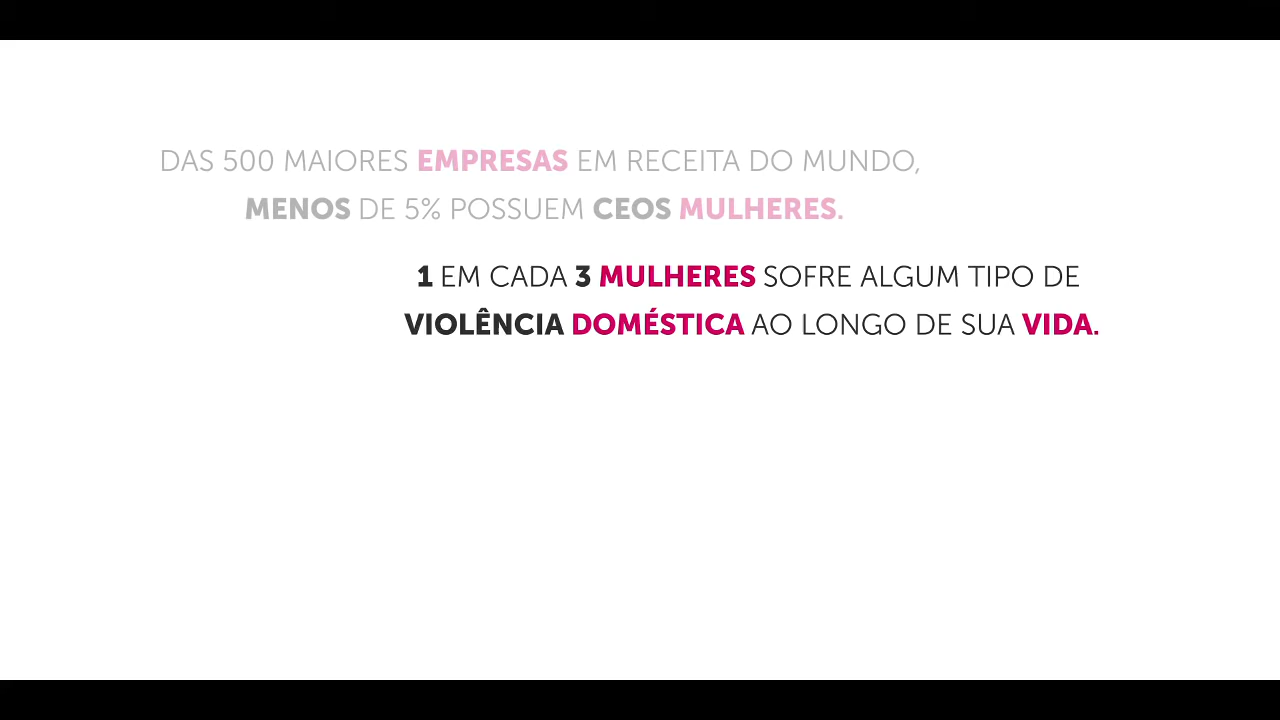 DAS 500 MAIORES EMPRESAS EM RECEITA DO MUNDO,
MENOS DE 5% POSSUEM CEOS MULHERES.
1 EM CADA 3 MULHERES SOFRE ALGUM TIPO DE
VIOLÊNCIA DOMÉSTICA AO LONGO DE SUA VIDA.